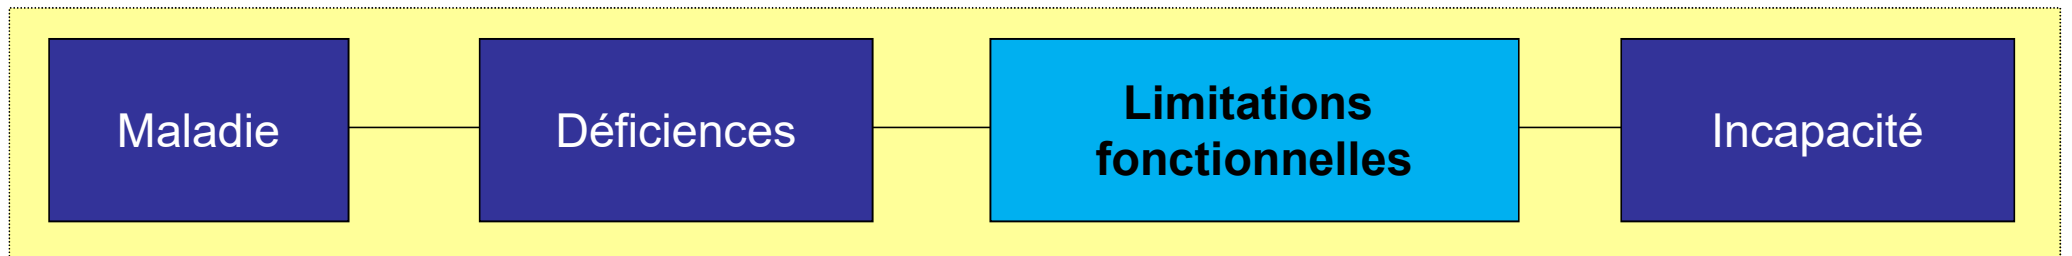 Maladie
Déficiences
Limitations
fonctionnelles
Incapacité